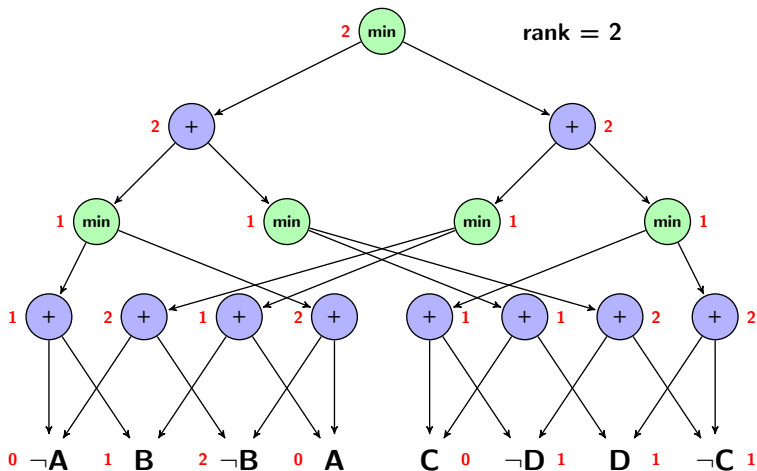 2 min rank = 2
2 + + 2
1 min 1 min min 1 min 1
1 + 2 + 1 + 2 + + 1 + 1 + 2 + 2
0 ¬A 1 B 2 ¬B 0 A C 0 ¬D 1 D 1 ¬C 1